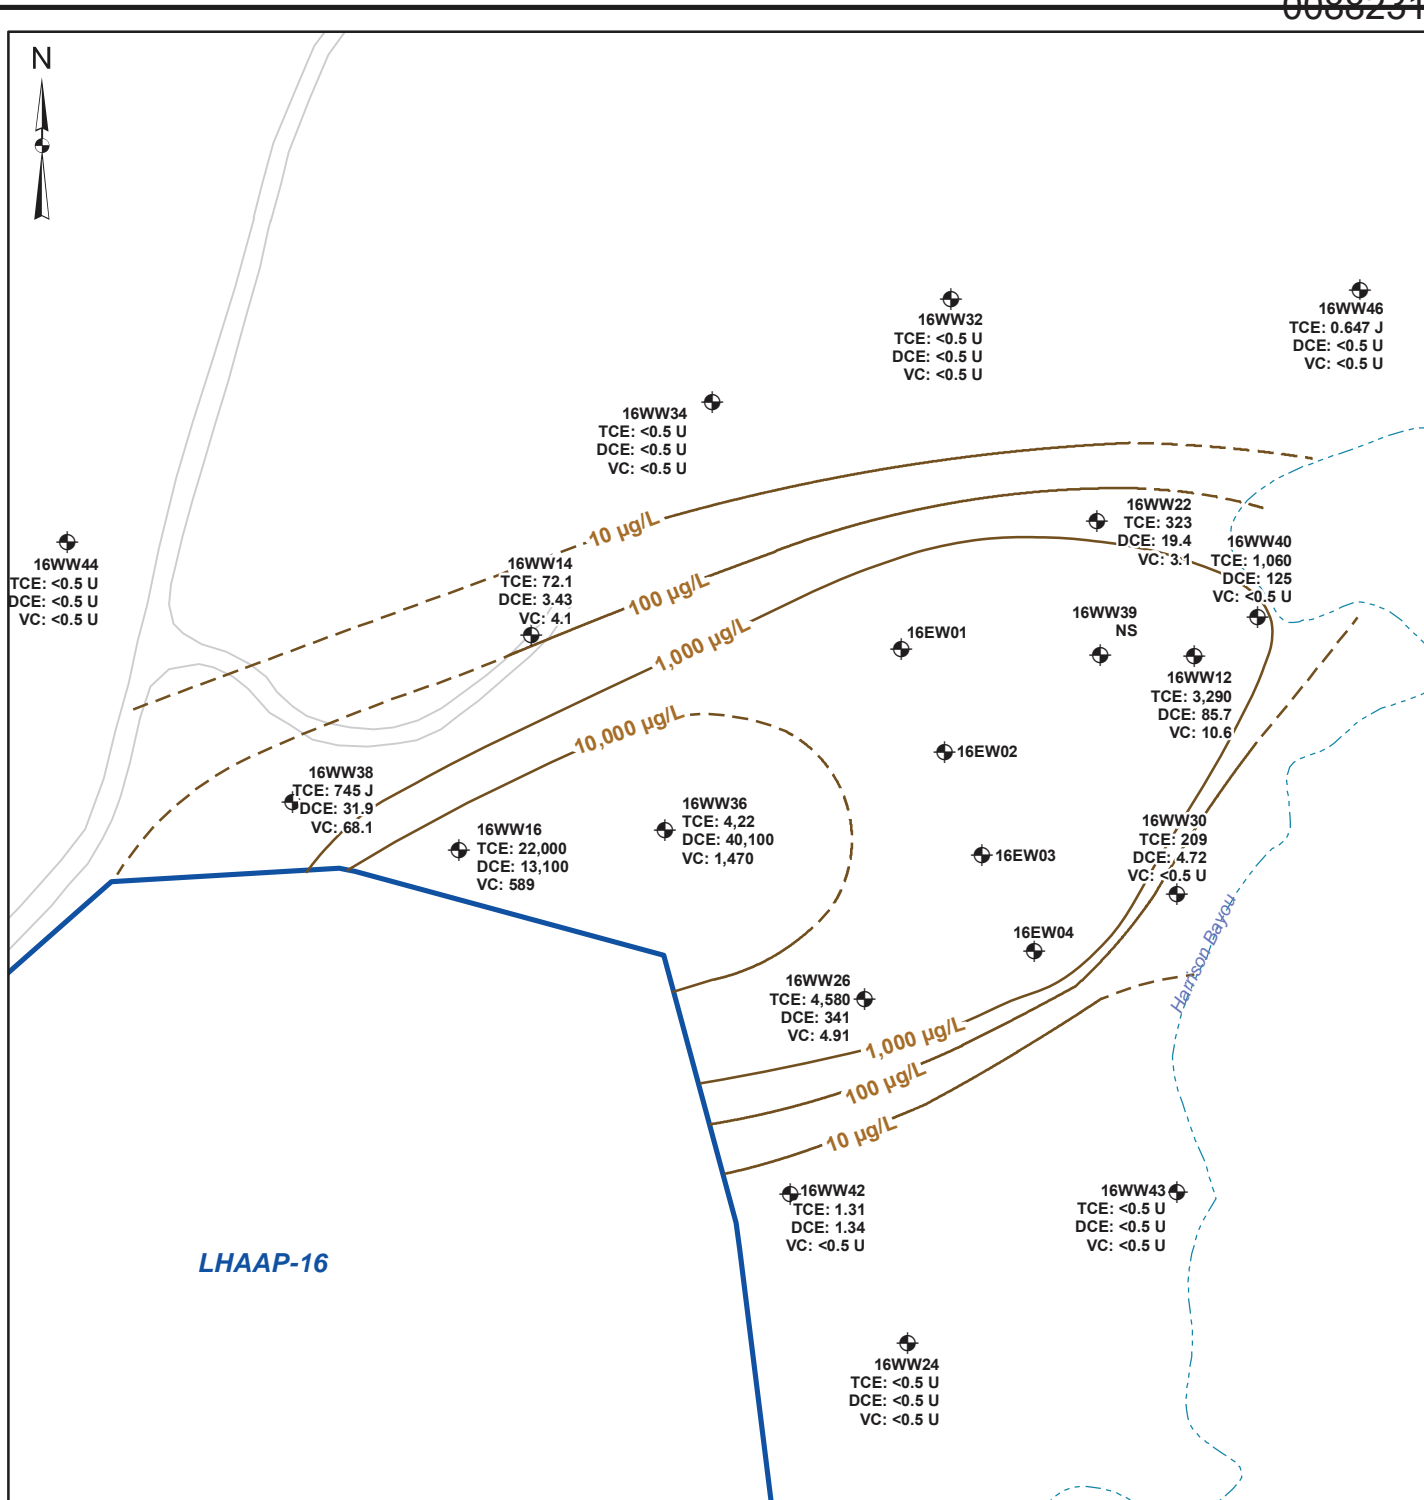 N
16WW32
TCE: <0.5 U
DCE: <0.5 U
VC: <0.5 U
16WW46
TCE: 0.647 J
DCE: <0.5 U
VC: <0.5 U
16WW34
TCE: <0.5 U
DCE: <0.5 U
VC: <0.5 U
10 µg/L
100 µg/L
1,000 µg/L
10,000 µg/L
16WW22
TCE: 323
DCE: 19.4
VC: 3.1
16WW40
TCE: 1,060
DCE: 125
VC: <0.5 U
16WW44
TCE: <0.5 U
DCE: <0.5 U
VC: <0.5 U
16WW14
TCE: 72.1
DCE: 3.43
VC: 4.1
16EW01
16WW39
NS
16WW12
TCE: 3,290
DCE: 85.7
VC: 10.6
16EW02
16WW38
TCE: 745 J
DCE: 31.9
VC: 68.1
16WW16
TCE: 22,000
DCE: 13,100
VC: 589
16WW36
TCE: 4,22
DCE: 40,100
VC: 1,470
16EW03
16WW30
TCE: 209
DCE: 4.72
VC: <0.5 U
16EW04
Harrison Bayou
16WW26
TCE: 4,580
DCE: 341
VC: 4.91
1,000 µg/L
100 µg/L
10 µg/L
16WW42
TCE: 1.31
DCE: 1.34
VC: <0.5 U
16WW43
TCE: <0.5 U
DCE: <0.5 U
VC: <0.5 U
LHAAP-16
16WW24
TCE: <0.5 U
DCE: <0.5 U
VC: <0.5 U